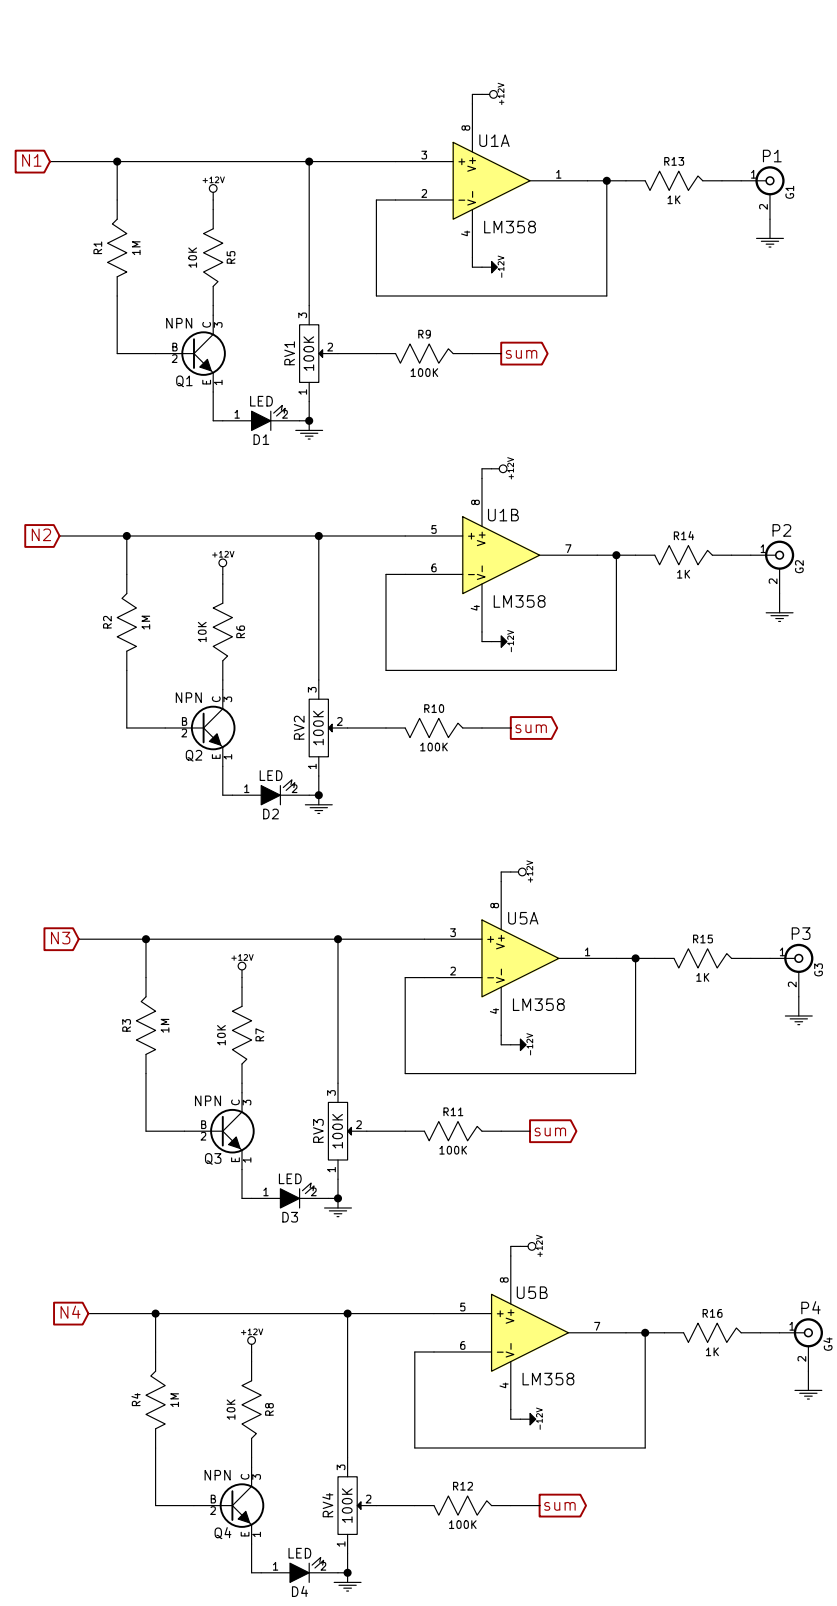 +12V
8
U1A
N1
3
V+
P1
R13
1
1
G1
2
V-
1K
2
+12V
4
LM358
-12V
R1
1M
10K
R5
NPN
C
3
3
B
2
RV1
100K
2
R9
sum
100K
Q1
E
1
1
LED
1
2
D1
+12V
8
U1B
N2
5
V+
P2
R14
7
1
G2
6
V-
1K
2
+12V
4
LM358
-12V
R2
1M
10K
R6
NPN
C
3
3
B
2
RV2
100K
2
R10
sum
100K
Q2
E
1
1
LED
1
2
D2
+12V
8
U5A
N3
3
V+
P3
R15
1
1
G3
2
V-
1K
2
+12V
4
LM358
-12V
R3
1M
10K
R7
NPN
C
3
3
B
2
RV3
100K
2
R11
sum
100K
Q3
E
1
1
LED
1
2
D3
+12V
8
U5B
N4
5
V+
P4
R16
7
1
G4
6
V-
1K
2
+12V
4
LM358
-12V
R4
1M
10K
R8
NPN
C
3
3
B
2
RV4
100K
2
R12
sum
100K
Q4
E
1
1
LED
1
2
D4